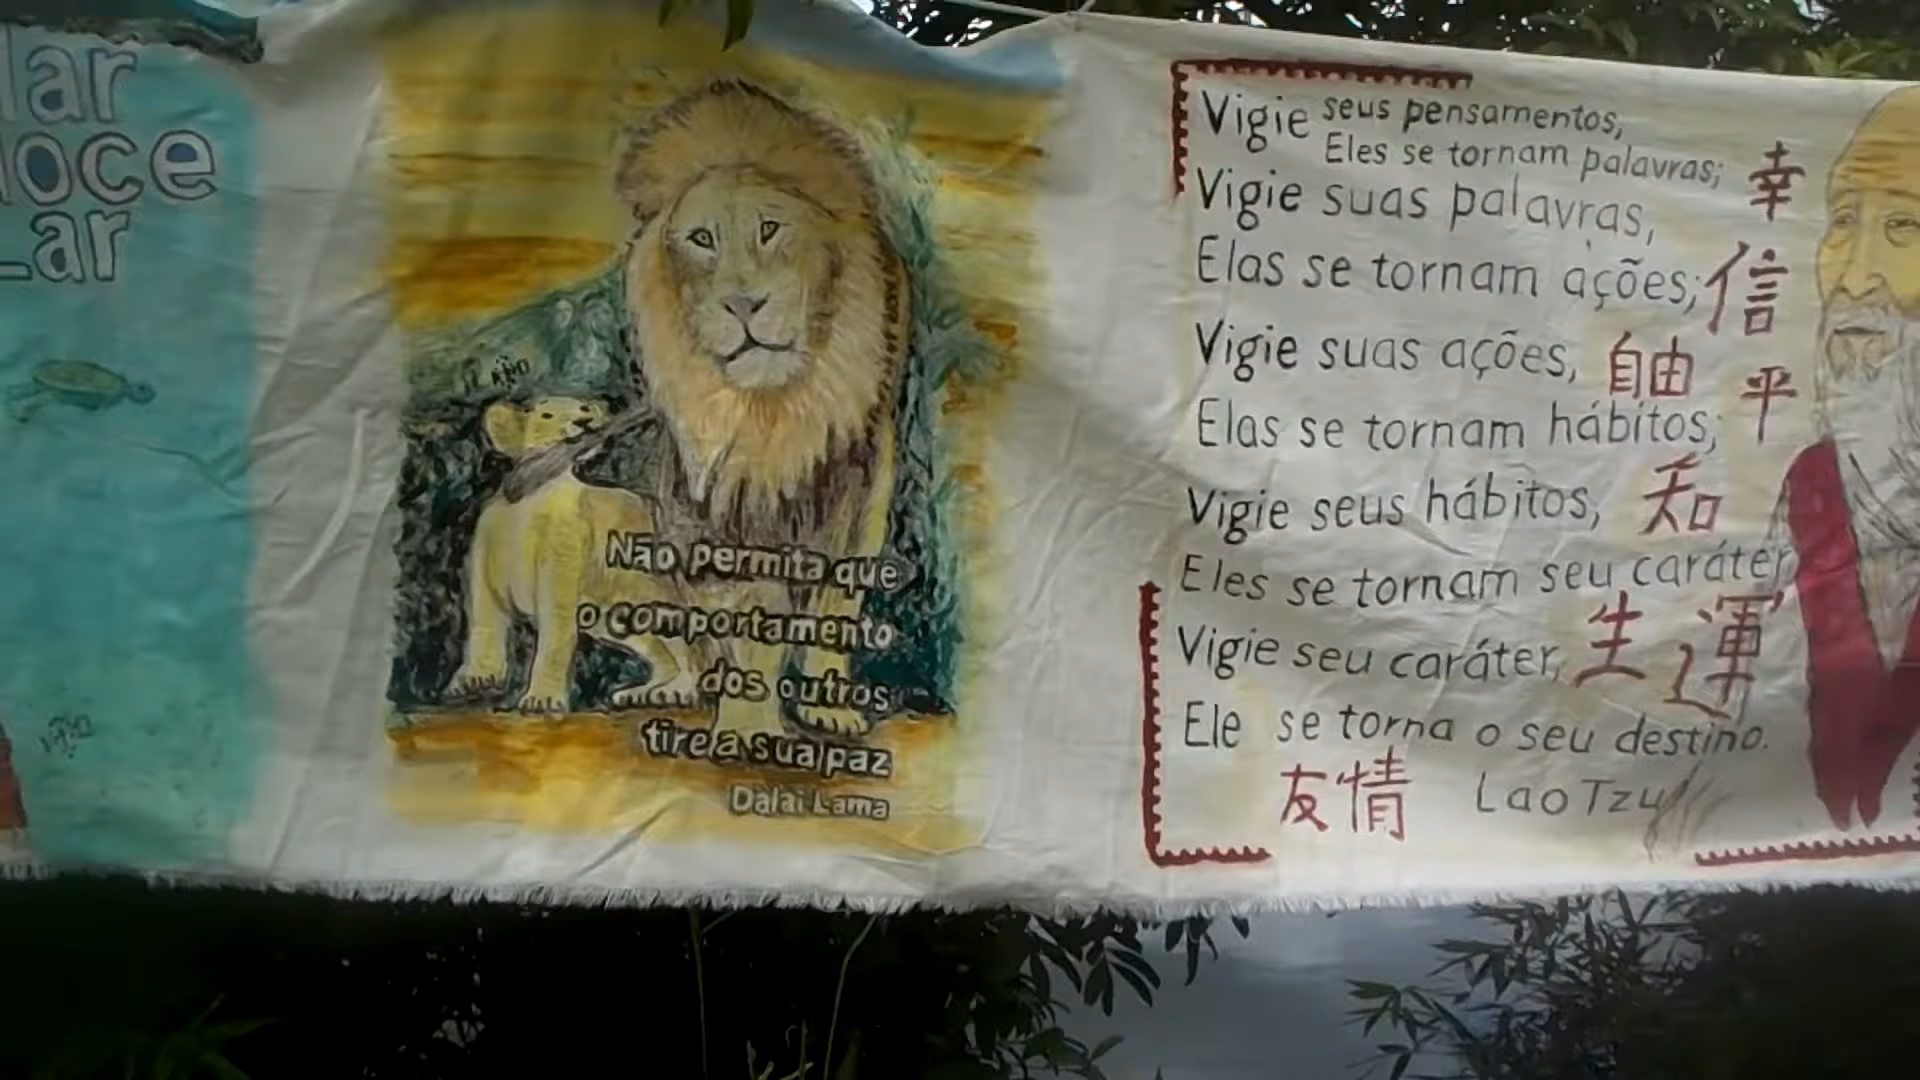 lar
doce
Lar
Não permita que
o comportamento
dos outros
tire a sua paz
Dalai Lama
Vigie seus pensamentos,
Eles se tornam palavras;
幸
Vigie suas palavras,
Elas se tornam ações;
信
Vigie suas ações,
自由
平
Elas se tornam hábitos;
Vigie seus hábitos,
知
Eles se tornam seu caráter
Vigie seu caráter,
生運
Ele se torna o seu destino.
友情
Lao Tzu